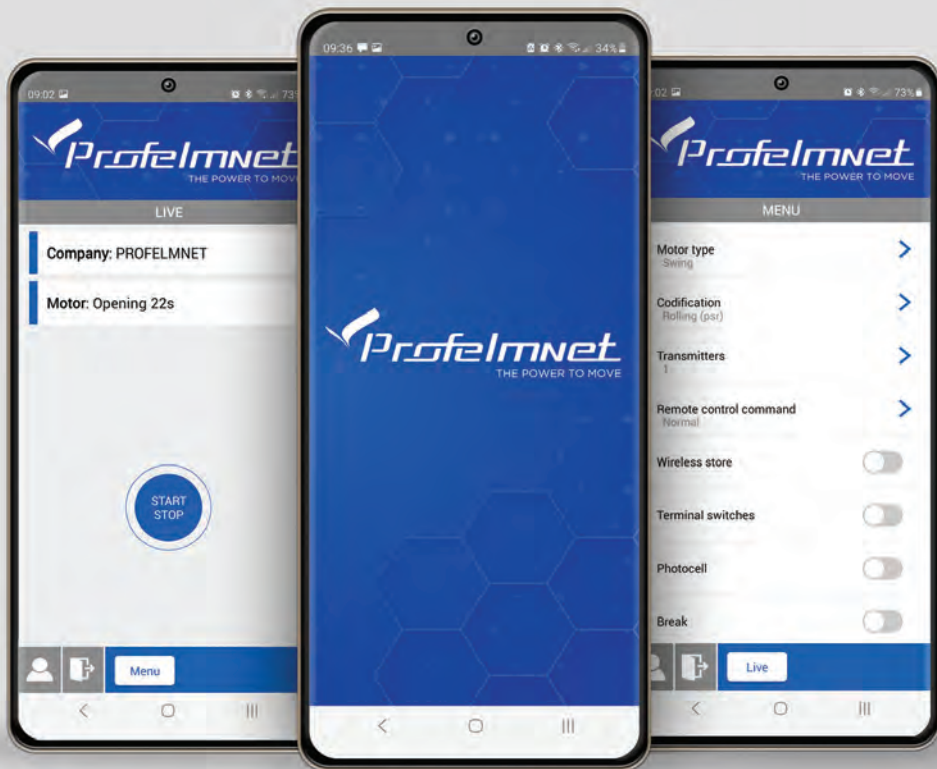 09:02
73%
Profelmnet
THE POWER TO MOVE
LIVE
Company: PROFELMNET
Motor: Opening 22s
START
STOP
Menu
09:36
34%
Profelmnet
THE POWER TO MOVE
:02
73%
Profelmnet
THE POWER TO MOVE
MENU
Motor type
Swing
Codification
Rolling (psr)
Transmitters
1
Remote control command
Normal
Wireless store
Terminal switches
Photocell
Break
Live